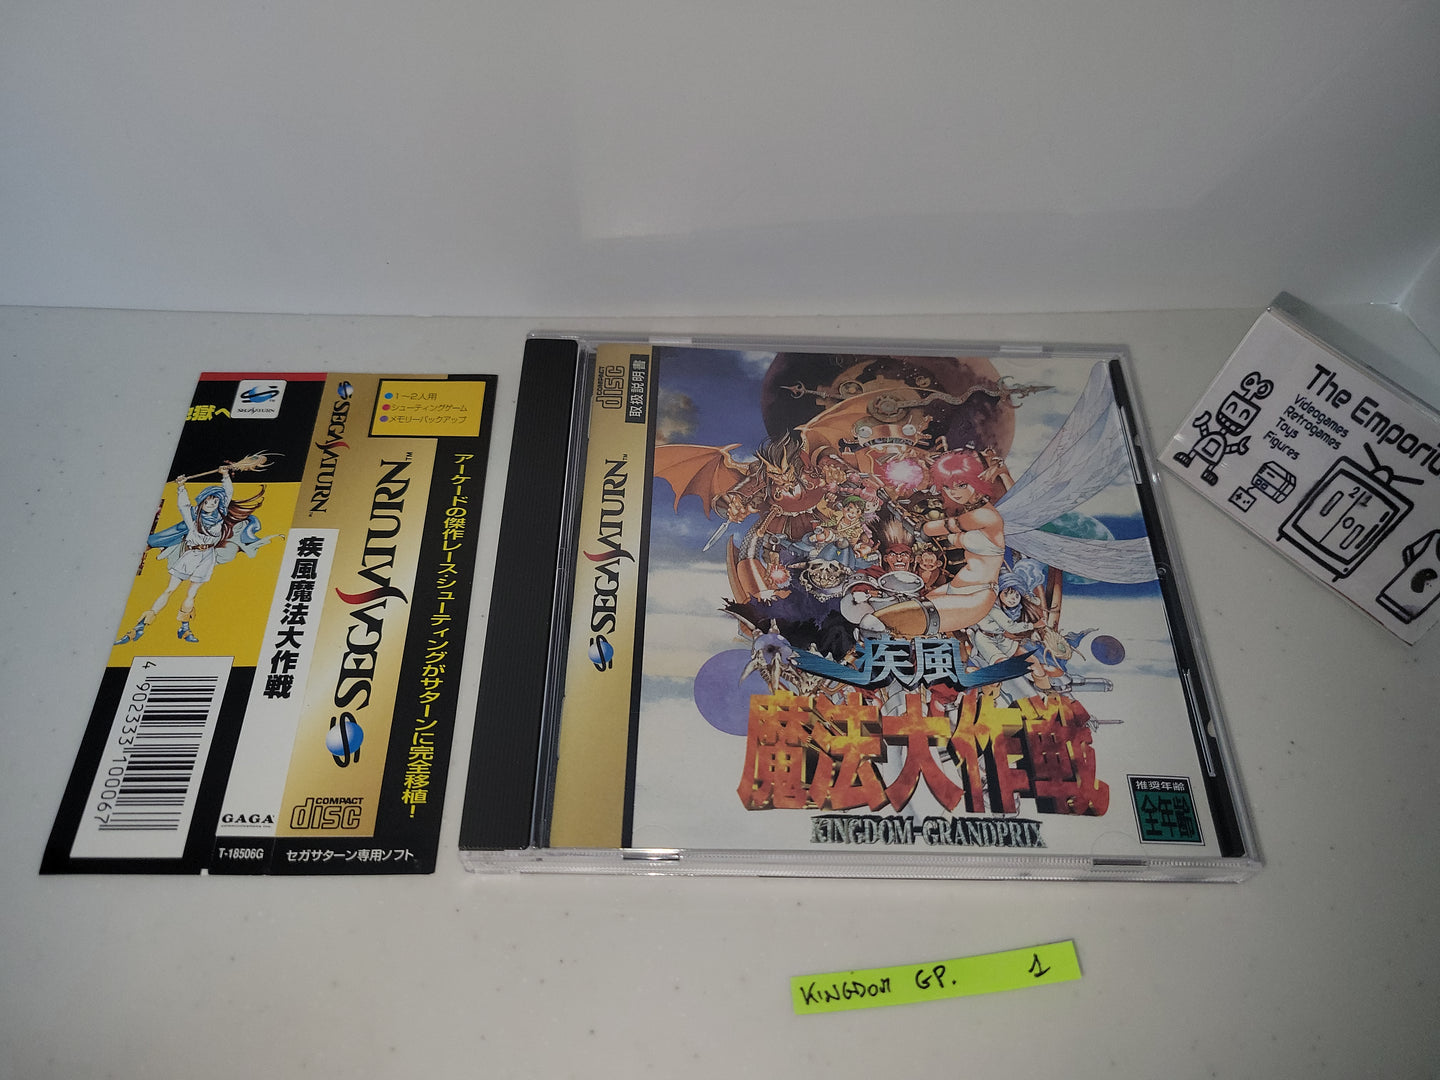 地獄へ
SEGA SATURN
4 902333 100067
SEGA SATURN™
疾風魔法大作戦
GAGA
T-18506G
1～2人用
シューティングゲーム
メモリーバックアップ
SEGA SATURN™
COMPACT
disc
セガサターン専用ソフト
アーケードの傑作レース・シューティングがサターンに完全移植！
COMPACT
disc
取扱説明書
SEGA SATURN™
疾風
魔法大作戦
KINGDOM-GRANDPRIX
推奨年齢
全年齢
The Emporiu
Videogames
Retrogames
Toys
Figures
KINGDOM GP. 1